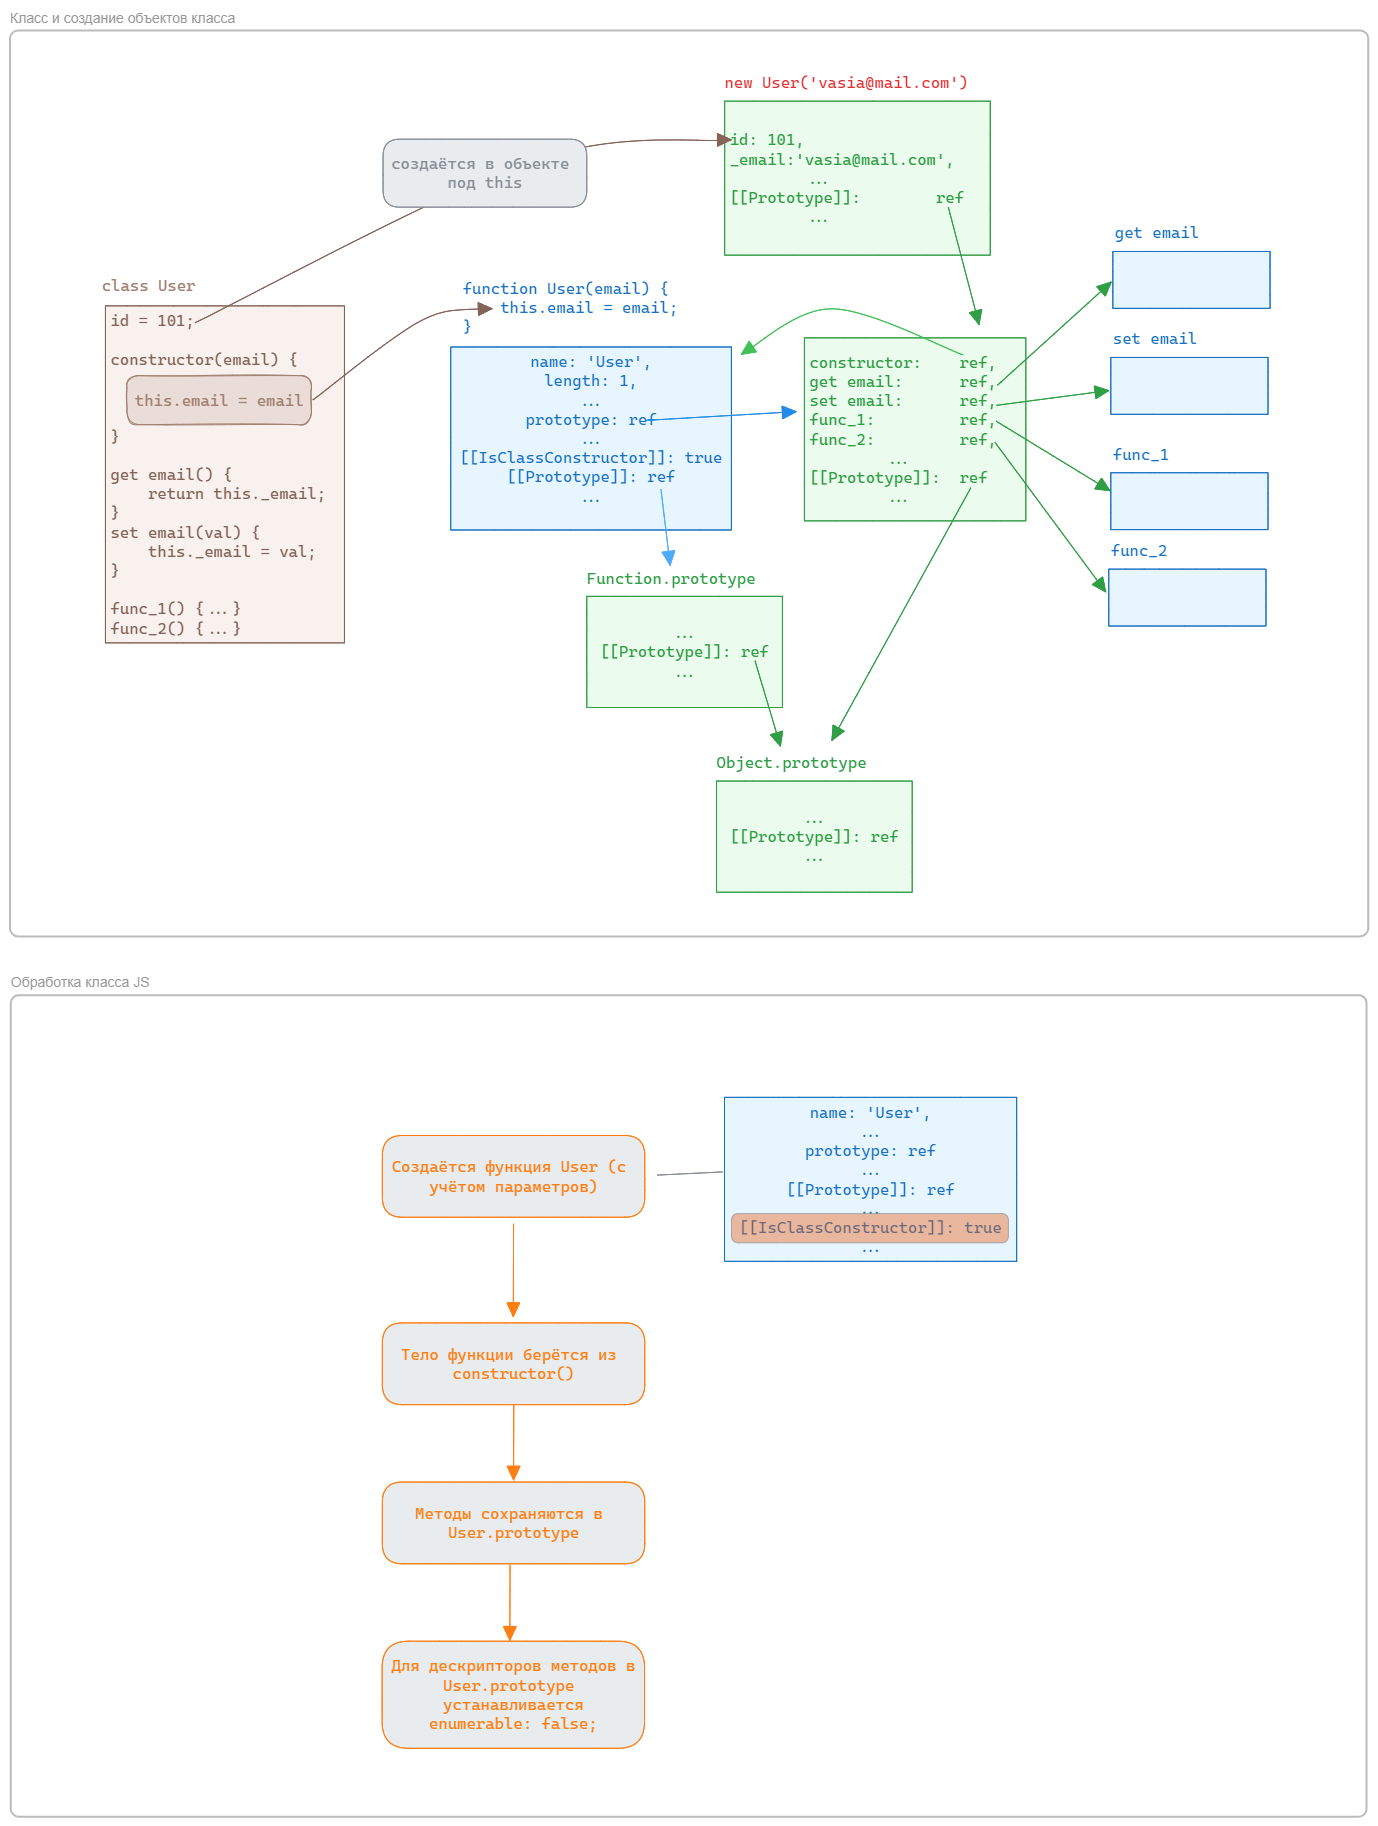 Класс и создание объектов класса
new User('vasia@mail.com')
id: 101,
_email:'vasia@mail.com',
...
[[Prototype]]: ref
...
создаётся в объекте
под this
class User
id = 101;
constructor(email) {
this.email = email
}
get email() {
return this._email;
}
set email(val) {
this._email = val;
}
func_1() {...}
func_2() {...}
function User(email) {
this.email = email;
}
name: 'User',
length: 1,
...
prototype: ref
...
[[IsClassConstructor]]: true
[[Prototype]]: ref
...
constructor: ref,
get email: ref,
set email: ref,
func_1: ref,
func_2: ref,
...
[[Prototype]]: ref
...
get email
set email
func_1
func_2
Function.prototype
...
[[Prototype]]: ref
...
Object.prototype
...
[[Prototype]]: ref
...
Обработка класса JS
Создаётся функция User (с
учётом параметров)
name: 'User',
...
prototype: ref
...
[[Prototype]]: ref
...
[[IsClassConstructor]]: true
...
Тело функции берётся из
constructor()
Методы сохраняются в
User.prototype
Для дескрипторов методов в
User.prototype
устанавливается
enumerable: false;